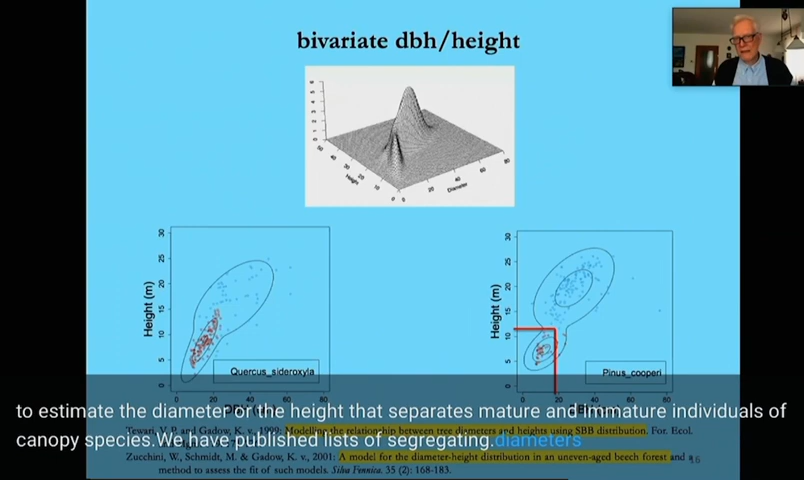 bivariate dbh/height
Height
Diameter
Height (m)
Quercus_sideroxyla
Height (m)
Pinus_cooperi
to estimate the diameter or the height that separates mature and immature individuals of
canopy species.We have published lists of segregating.diameters
Tewari, V. P. and Gadow, K. v., 1999: Modelling the relationship between tree diameters and heights using SBB distribution. For. Ecol.
Zucchini, W., Schmidt, M. & Gadow, K. v., 2001: A model for the diameter-height distribution in an uneven-aged beech forest and a
method to assess the fit of such models. Silva Fennica. 35 (2): 168-183.